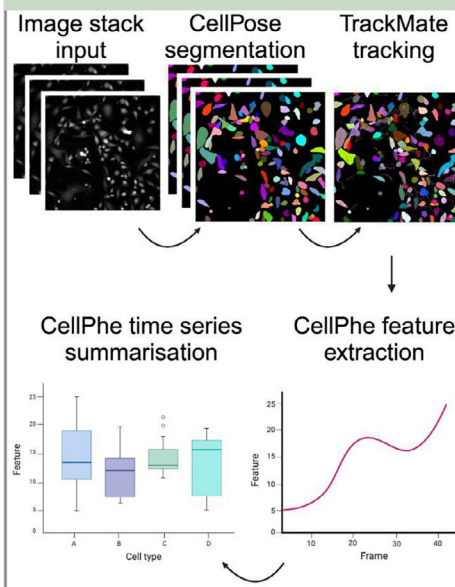 Image stack
input
CellPose
segmentation
TrackMate
tracking
CellPhe time series
summarisation
Feature
25
20
15
10
5
0
A B C D
Cell type
CellPhe feature
extraction
Feature
25
20
15
10
5
0
10 20 30 40
Frame